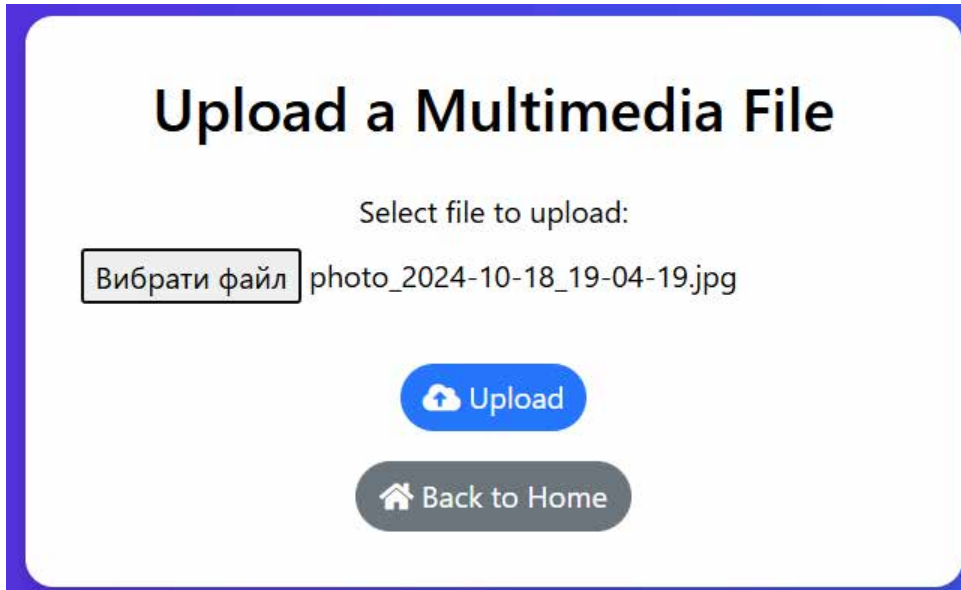 Upload a Multimedia File
Select file to upload:
Вибрати файл photo_2024-10-18_19-04-19.jpg
Upload
Back to Home